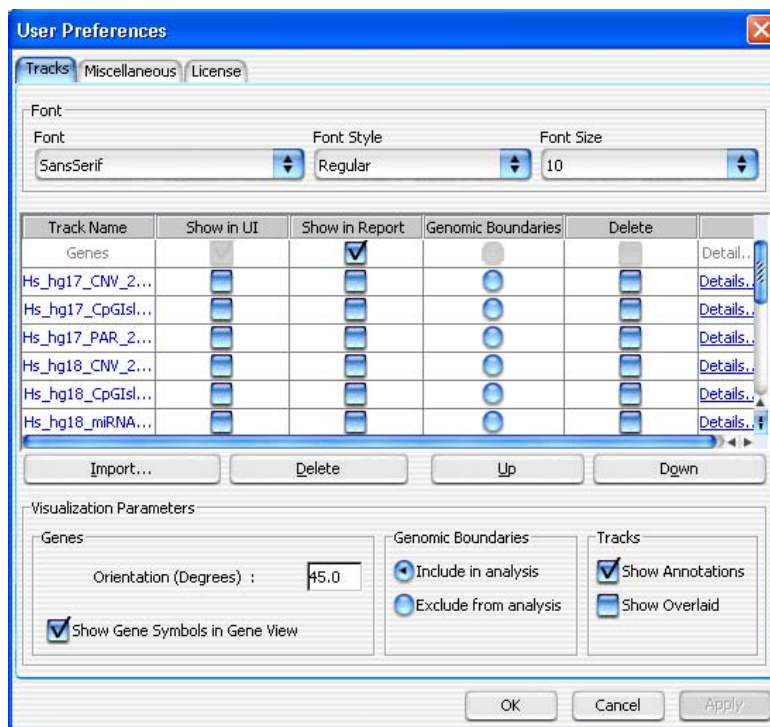 User Preferences
Tracks Miscellaneous License
Font
Font Font Style Font Size
SansSerif Regular 10
Track Name Show in UI Show in Report Genomic Boundaries Delete
Genes Detail..
Hs_hg17_CNV_2... Details..
Hs_hg17_CpGIsl... Details..
Hs_hg17_PAR_2... Details..
Hs_hg18_CNV_2... Details..
Hs_hg18_CpGIsl... Details..
Hs_hg18_miRNA... Details..
Import... Delete Up Down
Visualization Parameters
Genes Genomic Boundaries Tracks
Orientation (Degrees) : 45.0 Include in analysis Show Annotations
Exclude from analysis Show Overlaid
Show Gene Symbols in Gene View
OK Cancel Apply